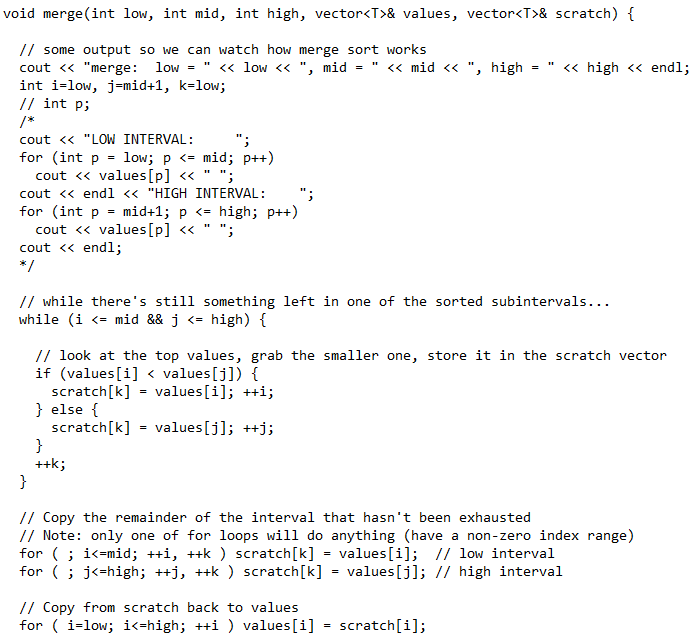 void merge(int low, int mid, int high, vector<T>& values, vector<T>& scratch) {
// some output so we can watch how merge sort works
cout << "merge:  low = " << low << ", mid = " << mid << ", high = " << high << endl;
int i=low, j=mid+1, k=low;
// int p;
/*
cout << "LOW INTERVAL:     ";
for (int p = low; p <= mid; p++)
cout << values[p] << " ";
cout << endl << "HIGH INTERVAL:    ";
for (int p = mid+1; p <= high; p++)
cout << values[p] << " ";
cout << endl;
*/
// while there's still something left in one of the sorted subintervals...
while (i <= mid && j <= high) {
// look at the top values, grab the smaller one, store it in the scratch vector
if (values[i] < values[j]) {
scratch[k] = values[i]; ++i;
} else {
scratch[k] = values[j]; ++j;
}
++k;
}
// Copy the remainder of the interval that hasn't been exhausted
// Note: only one of for loops will do anything (have a non-zero index range)
for ( ; i<=mid; ++i, ++k ) scratch[k] = values[i];  // low interval
for ( ; j<=high; ++j, ++k ) scratch[k] = values[j]; // high interval
// Copy from scratch back to values
for ( i=low; i<=high; ++i ) values[i] = scratch[i];